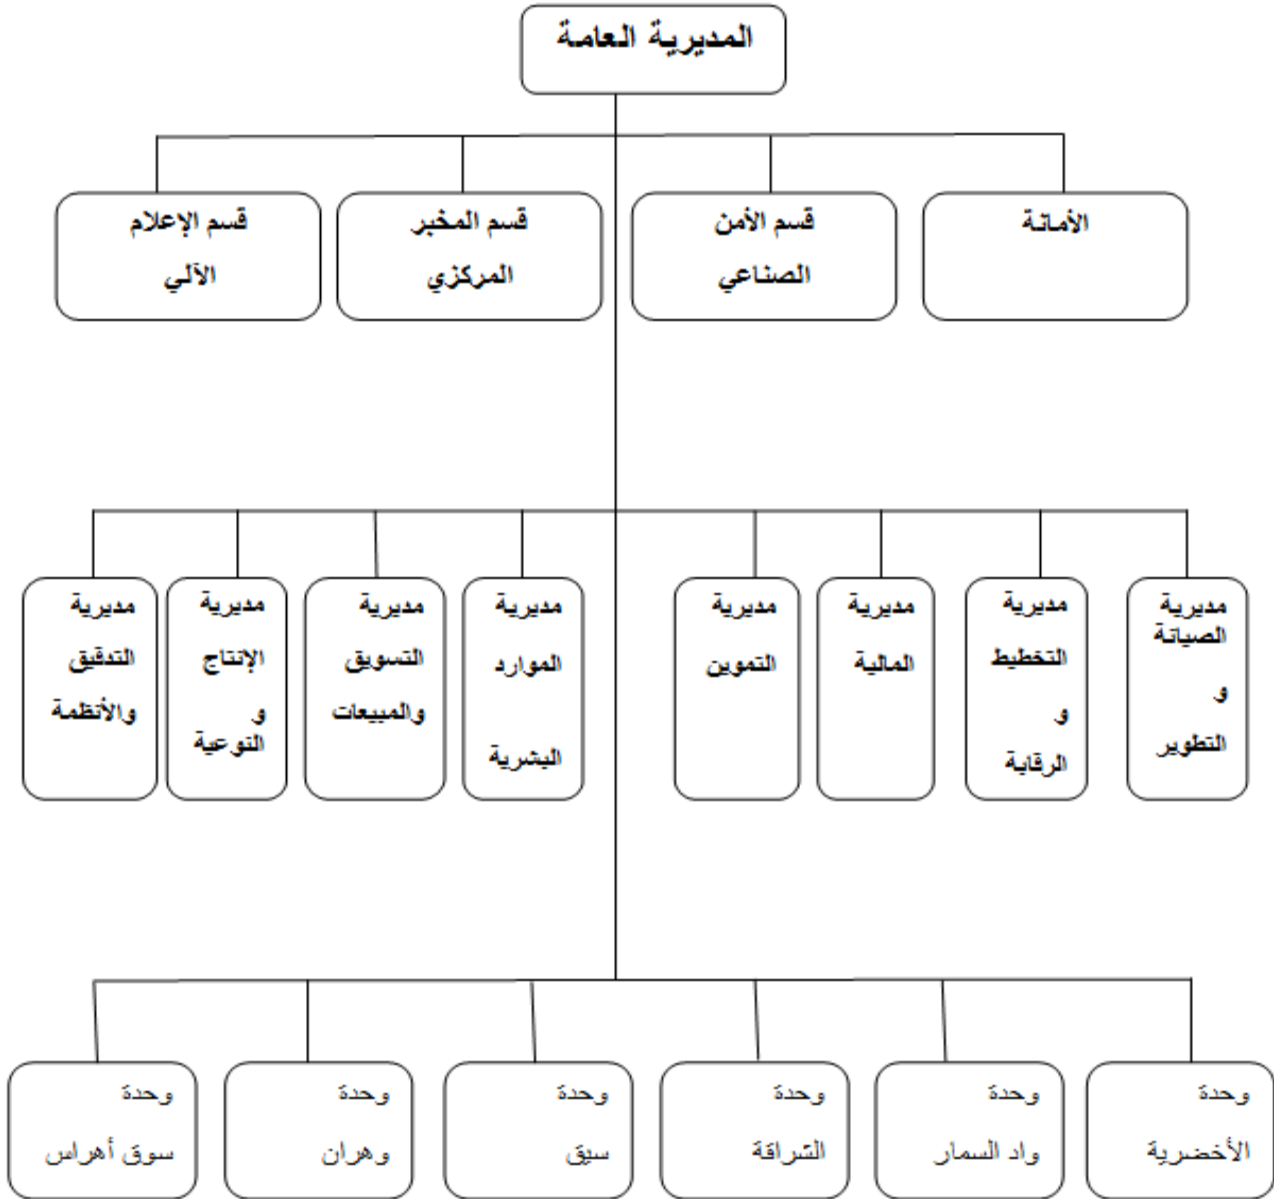 المديرية العامة
الأمانة
قسم الأمن
الصناعي
قسم المخبر
المركزي
قسم الإعلام
الآلي
مديرية
الصيانة
و
التطوير
مديرية
التخطيط
و
الرقابة
مديرية
المالية
مديرية
التموين
مديرية
الموارد
البشرية
مديرية
التسويق
والمبيعات
مديرية
الإنتاج
و
النوعية
مديرية
التدقيق
والأنظمة
وحدة
الأخضرية
وحدة
واد السمار
وحدة
الشراقة
وحدة
سيق
وحدة
وهران
وحدة
سوق أهراس